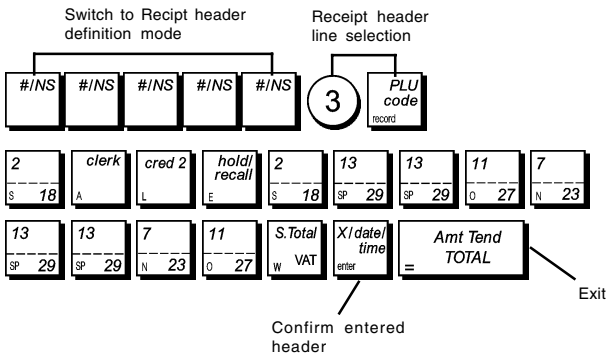 Switch to Recipt header
definition mode
Receipt header
line selection
#/NS #/NS #/NS #/NS #/NS 3 PLU
code
record
2 clerk cred 2 hold/
recall 2 13 13 11 7
S 18 A L E S 18 SP 29 SP 29 O 27 N 23
13 13 7 11 S.Total X/date/
time Amt Tend
TOTAL
SP 29 SP 29 N 23 O 27 W VAT enter =
Exit
Confirm entered
header